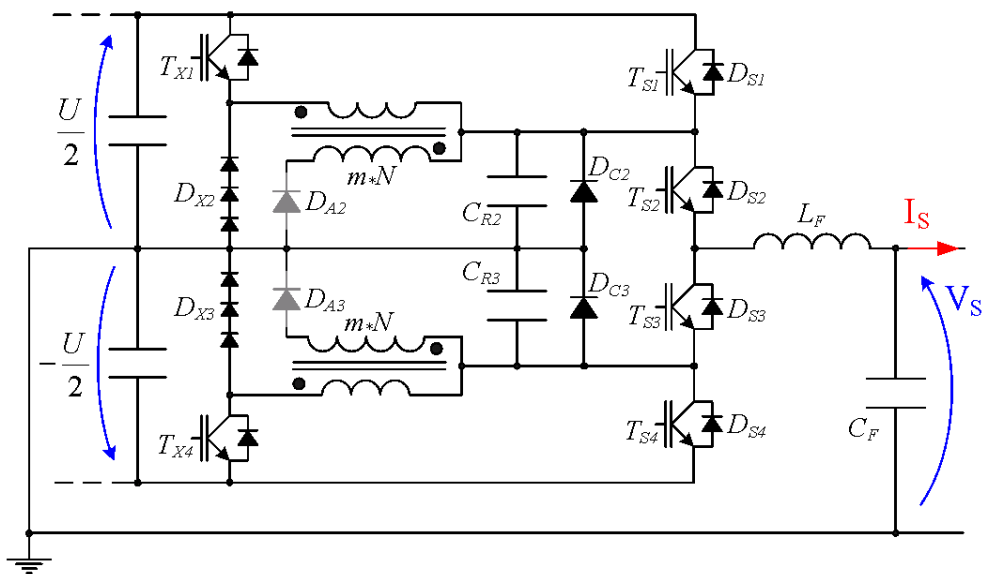 T_X1
T_S1
D_S1
U/2
D_X2
m*N
D_A2
C_R2
D_C2
T_S2
D_S2
L_F
I_S
C_R3
D_X3
D_A3
m*N
D_C3
T_S3
D_S3
V_S
-U/2
T_X4
T_S4
D_S4
C_F